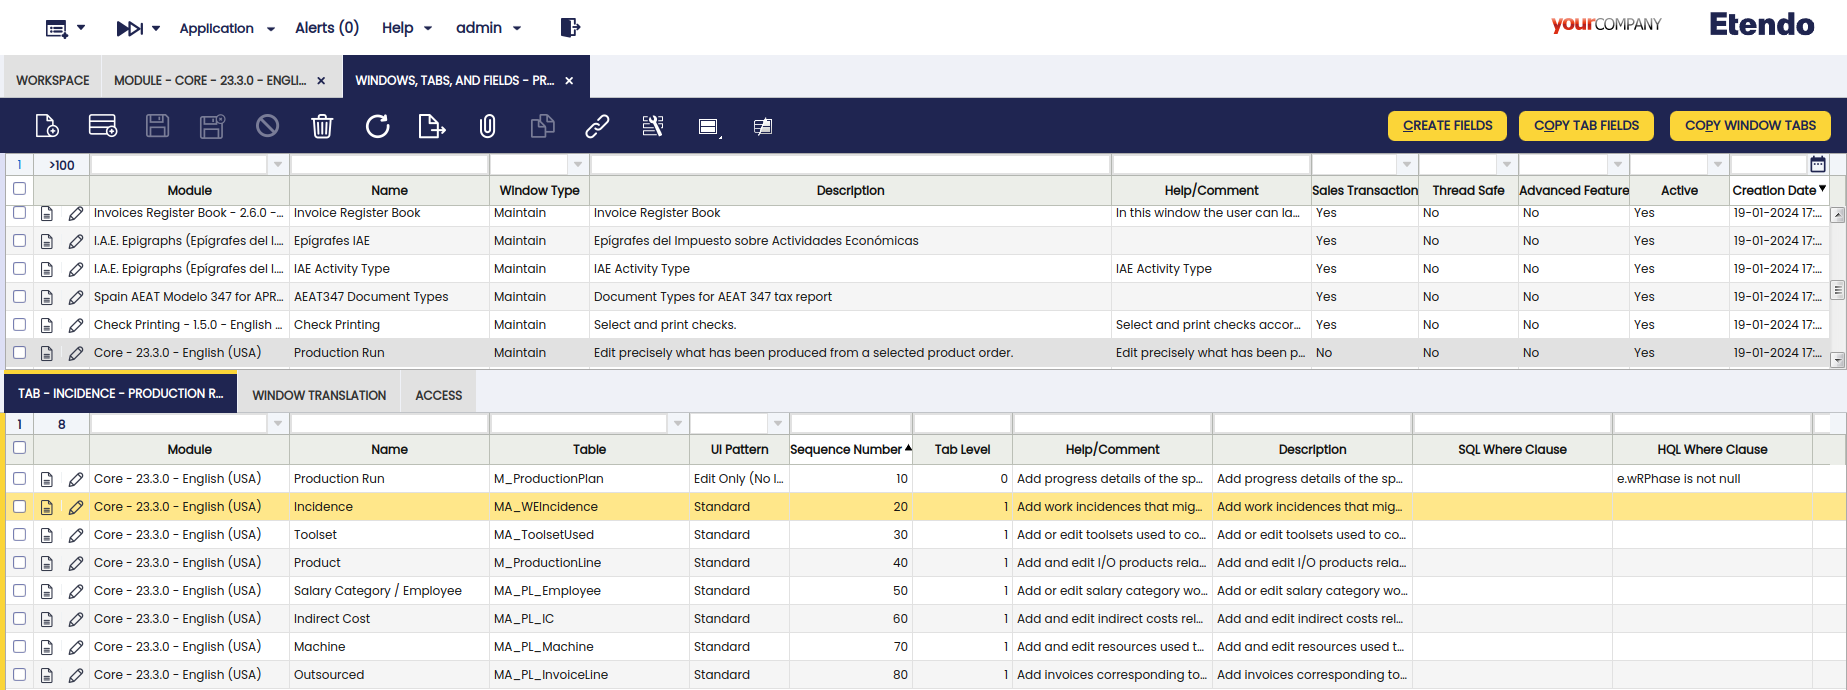 Application Alerts (0) Help admin yourCOMPANY Etendo
WORKSPACE MODULE - CORE - 23.3.0 - ENGLI... × WINDOWS, TABS, AND FIELDS - PR... ×
CREATE FIELDS COPY TAB FIELDS COPY WINDOW TABS
1 >100
Module Name Window Type Description Help/Comment Sales Transaction Thread Safe Advanced Feature Active Creation Date
Invoices Register Book - 2.6.0 -... Invoice Register Book Maintain Invoice Register Book In this window the user can la... Yes No No Yes 19-01-2024 17:...
I.A.E. Epigraphs (Epígrafes del I.... Epígrafes IAE Maintain Epígrafes del Impuesto sobre Actividades Económicas Yes No No Yes 19-01-2024 17:...
I.A.E. Epigraphs (Epígrafes del I.... IAE Activity Type Maintain IAE Activity Type IAE Activity Type Yes No No Yes 19-01-2024 17:...
Spain AEAT Modelo 347 for APR... AEAT347 Document Types Maintain Document Types for AEAT 347 tax report Yes No No Yes 19-01-2024 17:...
Check Printing - 1.5.0 - English ... Check Printing Maintain Select and print checks. Select and print checks accor... Yes No No Yes 19-01-2024 17:...
Core - 23.3.0 - English (USA) Production Run Maintain Edit precisely what has been produced from a selected product order. Edit precisely what has been p... No No No Yes 19-01-2024 17:...
TAB - INCIDENCE - PRODUCTION R... WINDOW TRANSLATION ACCESS
1 8
Module Name Table UI Pattern Sequence Number Tab Level Help/Comment Description SQL Where Clause HQL Where Clause
Core - 23.3.0 - English (USA) Production Run M_ProductionPlan Edit Only (No I... 10 0 Add progress details of the sp... Add progress details of the sp... e.wRPhase is not null
Core - 23.3.0 - English (USA) Incidence MA_WEIncidence Standard 20 1 Add work incidences that mig... Add work incidences that mig...
Core - 23.3.0 - English (USA) Toolset MA_ToolsetUsed Standard 30 1 Add or edit toolsets used to co... Add or edit toolsets used to co...
Core - 23.3.0 - English (USA) Product M_ProductionLine Standard 40 1 Add and edit I/O products rela... Add and edit I/O products rela...
Core - 23.3.0 - English (USA) Salary Category / Employee MA_PL_Employee Standard 50 1 Add or edit salary category wo... Add or edit salary category wo...
Core - 23.3.0 - English (USA) Indirect Cost MA_PL_IC Standard 60 1 Add and edit indirect costs rel... Add and edit indirect costs rel...
Core - 23.3.0 - English (USA) Machine MA_PL_Machine Standard 70 1 Add and edit resources used t... Add and edit resources used t...
Core - 23.3.0 - English (USA) Outsourced MA_PL_InvoiceLine Standard 80 1 Add invoices corresponding to... Add invoices corresponding to...